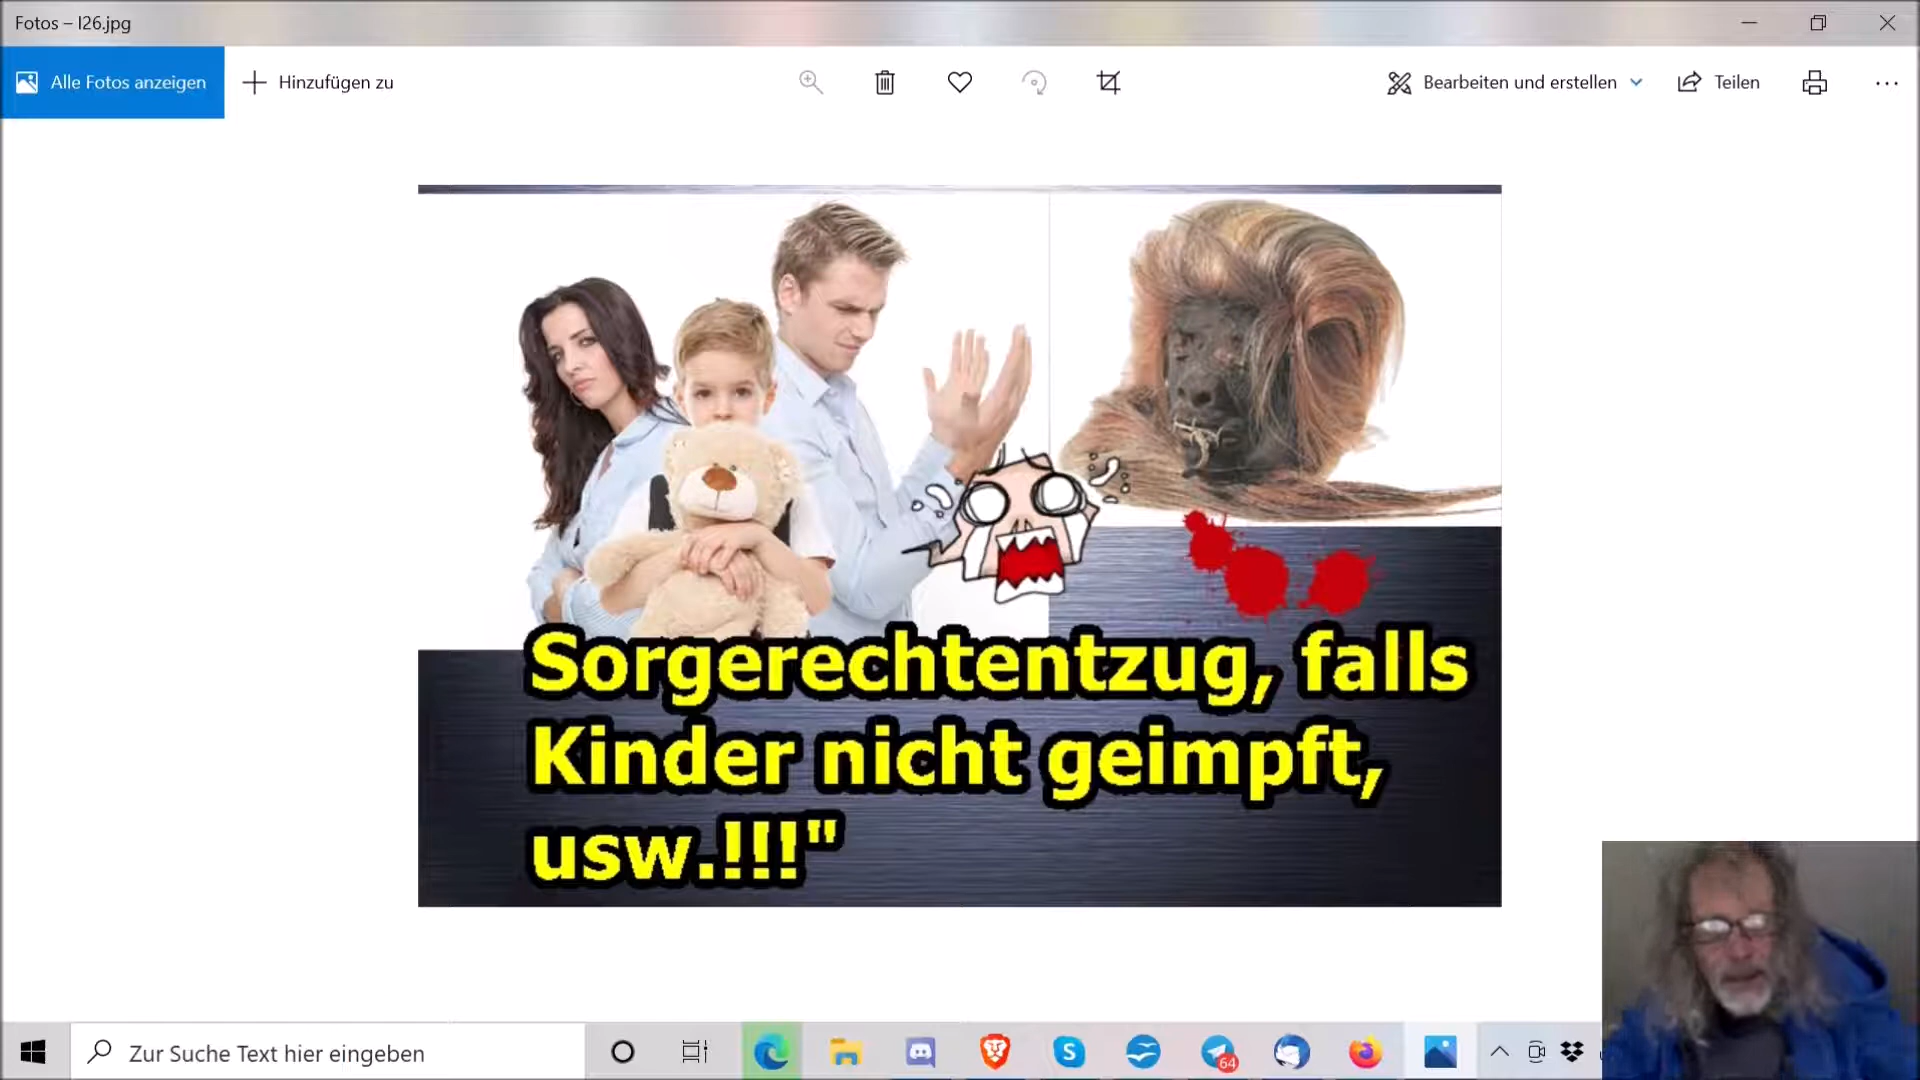 Fotos – I26.jpg
Alle Fotos anzeigen
Hinzufügen zu
Bearbeiten und erstellen
Teilen
Sorgerechtentzug, falls
Kinder nicht geimpft,
usw.!!!"
Zur Suche Text hier eingeben
64